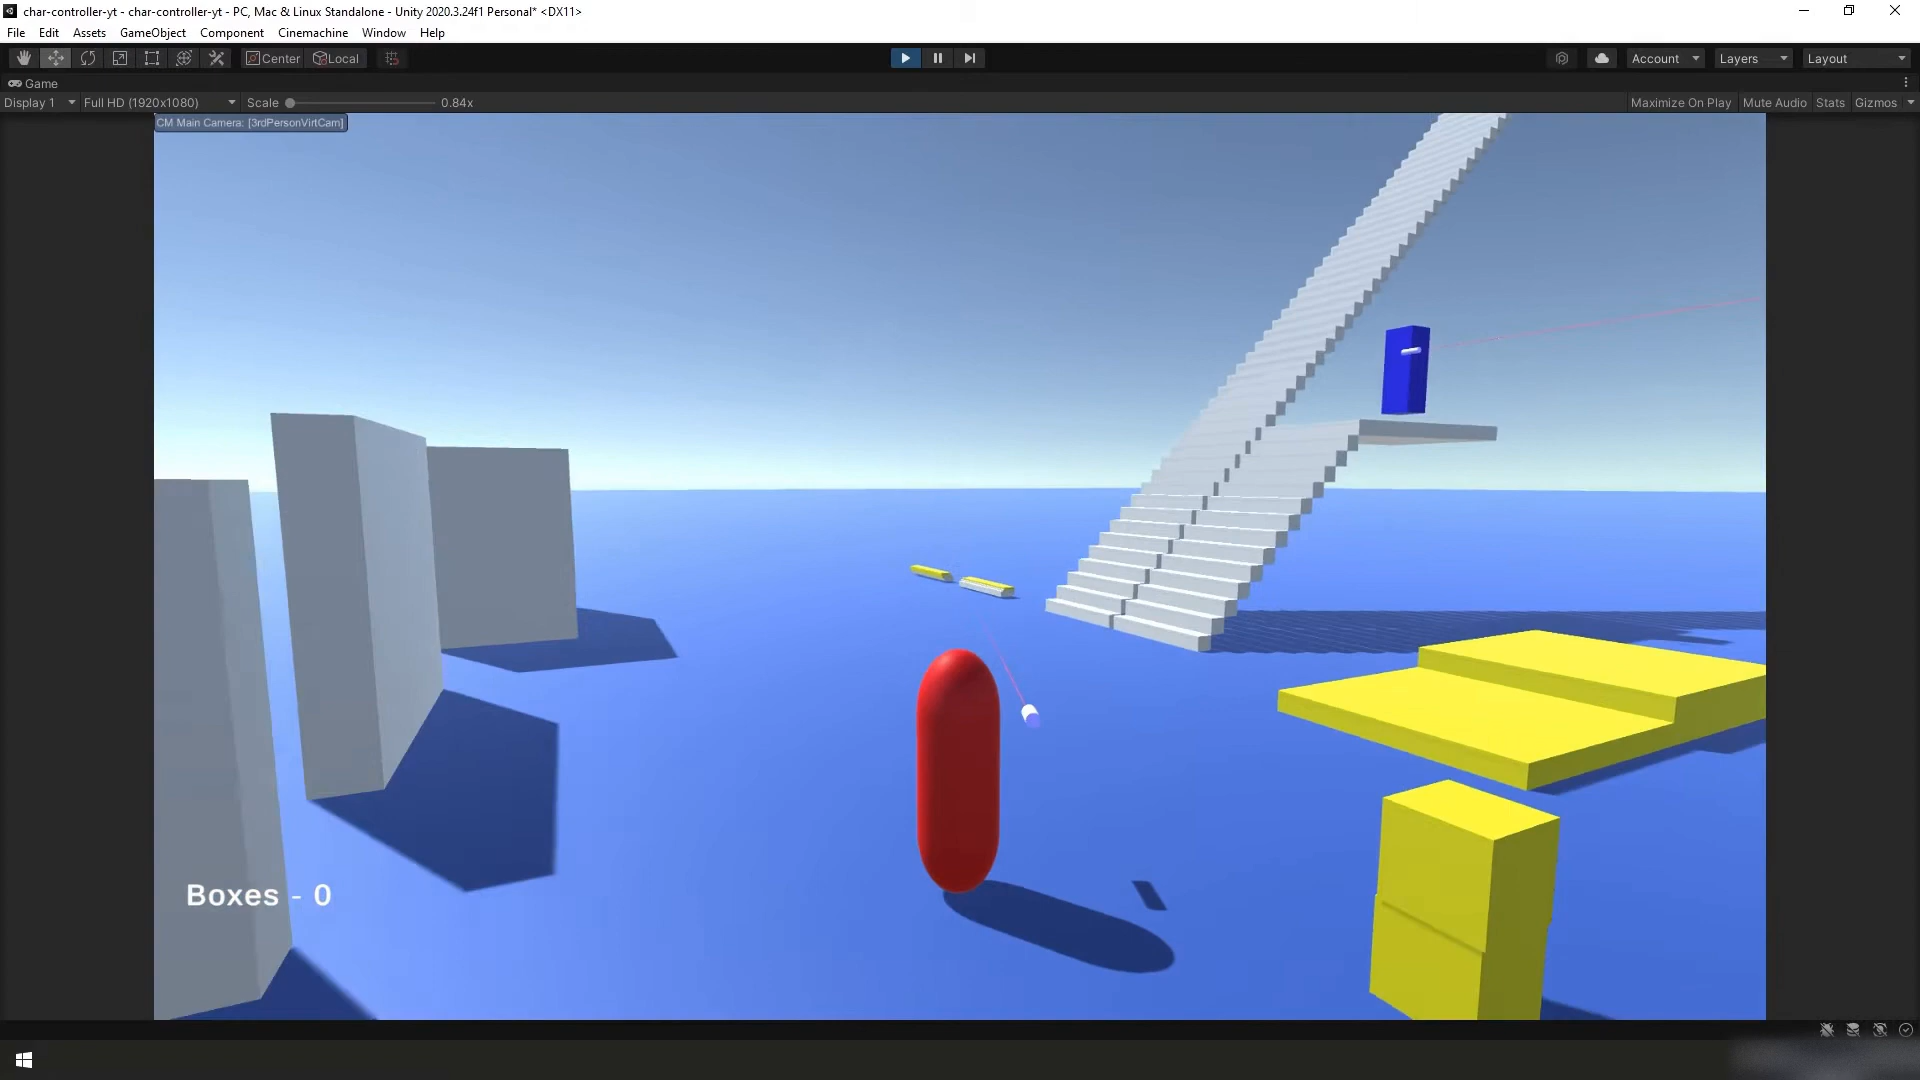 char-controller-yt - char-controller-yt - PC, Mac & Linux Standalone - Unity 2020.3.24f1 Personal* <DX11>
File Edit Assets GameObject Component Cinemachine Window Help
Center Local Account Layers Layout
Game
Display 1 Full HD (1920x1080) Scale 0.84x Maximize On Play Mute Audio Stats Gizmos
CM Main Camera: [3rdPersonVirtCam]
Boxes - 0